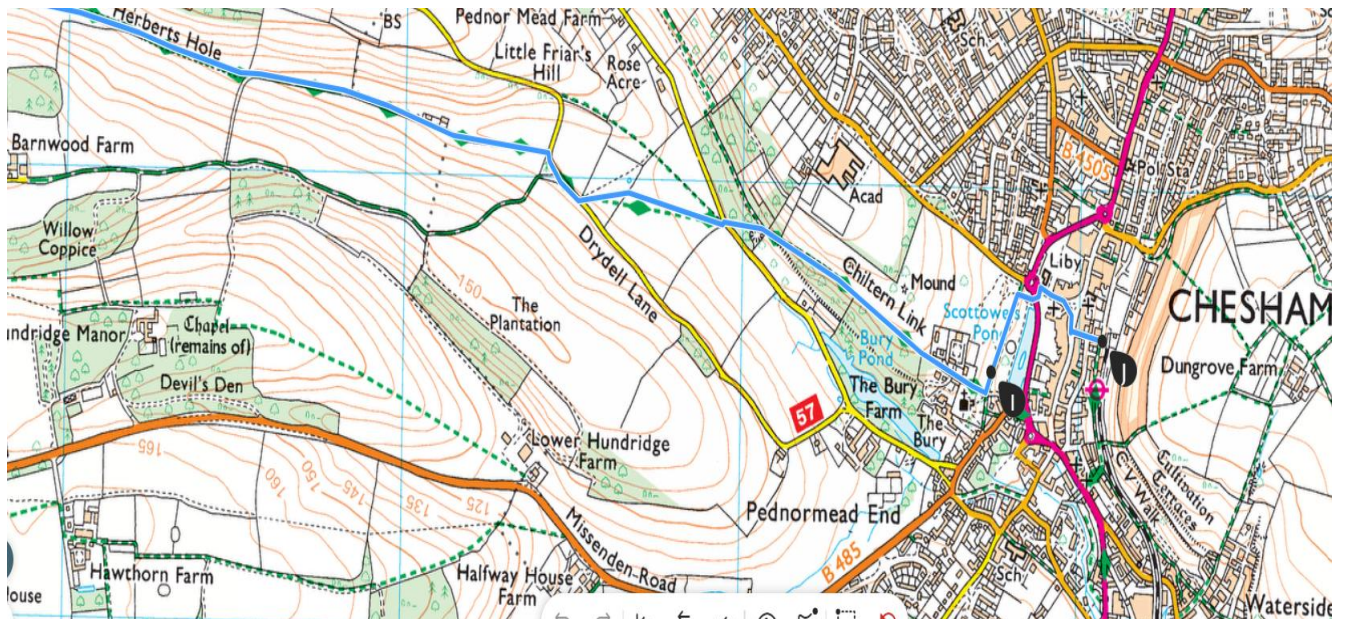 Herberts Hole
BS
Pednor Mead Farm
Little Friar's
Hill
Rose
Acre
Sch
B 4505
Pol Sta
Barnwood Farm
Acad
Willow
Coppice
Drydell Lane
Chiltern Link
Mound
Liby
Scottowe's
Pond
CHESHAM
150
The
Plantation
Bury
Pond
Dungrove Farm
undridge Manor
Chapel
(remains of)
Devil's Den
57
The Bury
Farm
The
Bury
Lower Hundridge
Farm
165
160
150
145
135
125
Missenden Road
Pednormead End
B 485
Cultivation
Terraces
C V Walk
Hawthorn Farm
House
Halfway House
Farm
Sch
Waterside